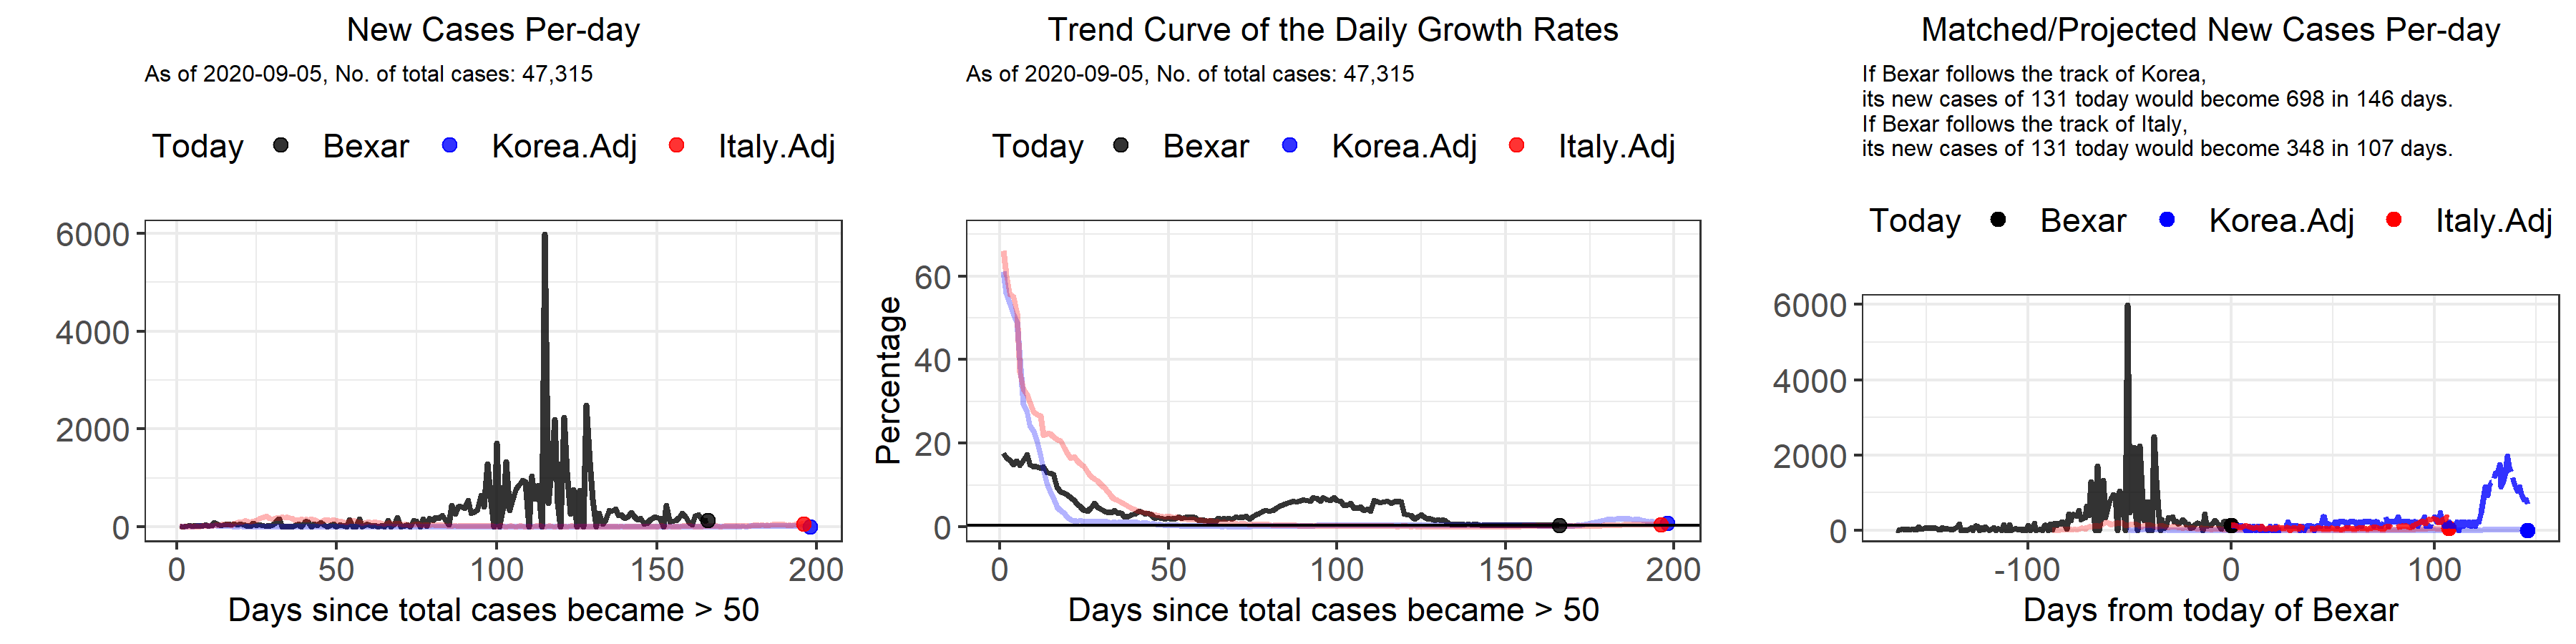 New Cases Per-day
As of 2020-09-05, No. of total cases: 47,315
Today Bexar Korea.Adj Italy.Adj
6000
4000
2000
0
0 50 100 150 200
Days since total cases became > 50
Trend Curve of the Daily Growth Rates
As of 2020-09-05, No. of total cases: 47,315
Today Bexar Korea.Adj Italy.Adj
Percentage
60
40
20
0
0 50 100 150 200
Days since total cases became > 50
Matched/Projected New Cases Per-day
If Bexar follows the track of Korea,
its new cases of 131 today would become 698 in 146 days.
If Bexar follows the track of Italy,
its new cases of 131 today would become 348 in 107 days.
Today Bexar Korea.Adj Italy.Adj
6000
4000
2000
0
-100 0 100
Days from today of Bexar